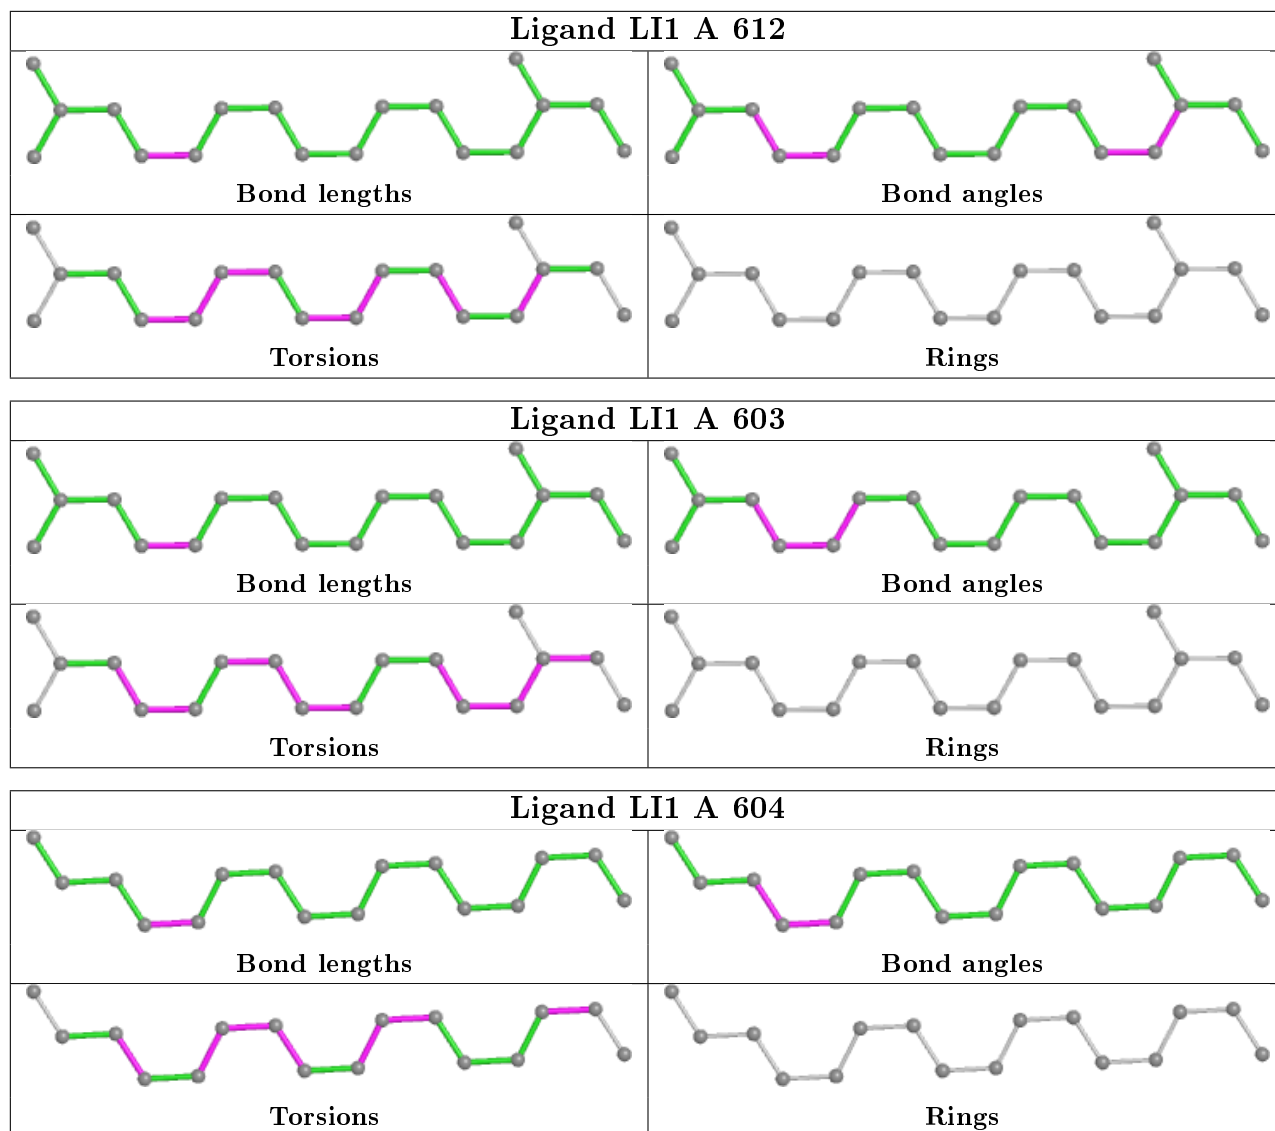 Ligand LI1 A 612
Bond lengths
Bond angles
Torsions
Rings
Ligand LI1 A 603
Bond lengths
Bond angles
Torsions
Rings
Ligand LI1 A 604
Bond lengths
Bond angles
Torsions
Rings